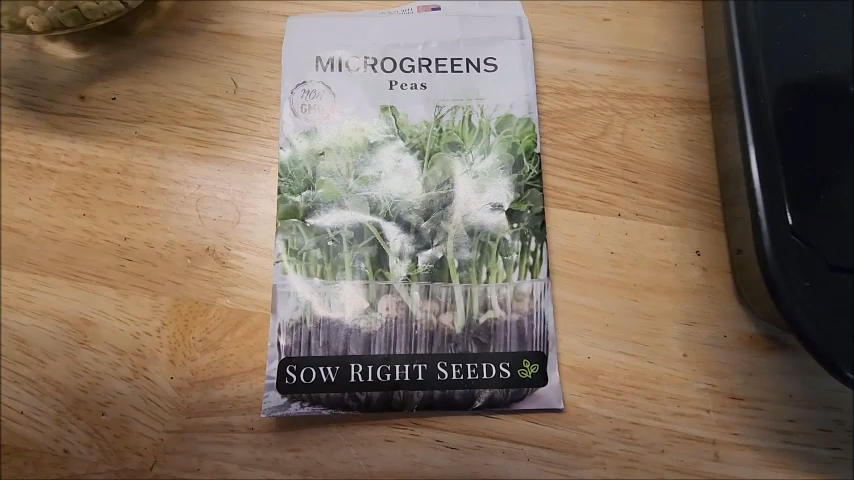 MICROGREENS
Peas
NON
GMO
SOW RIGHT SEEDS